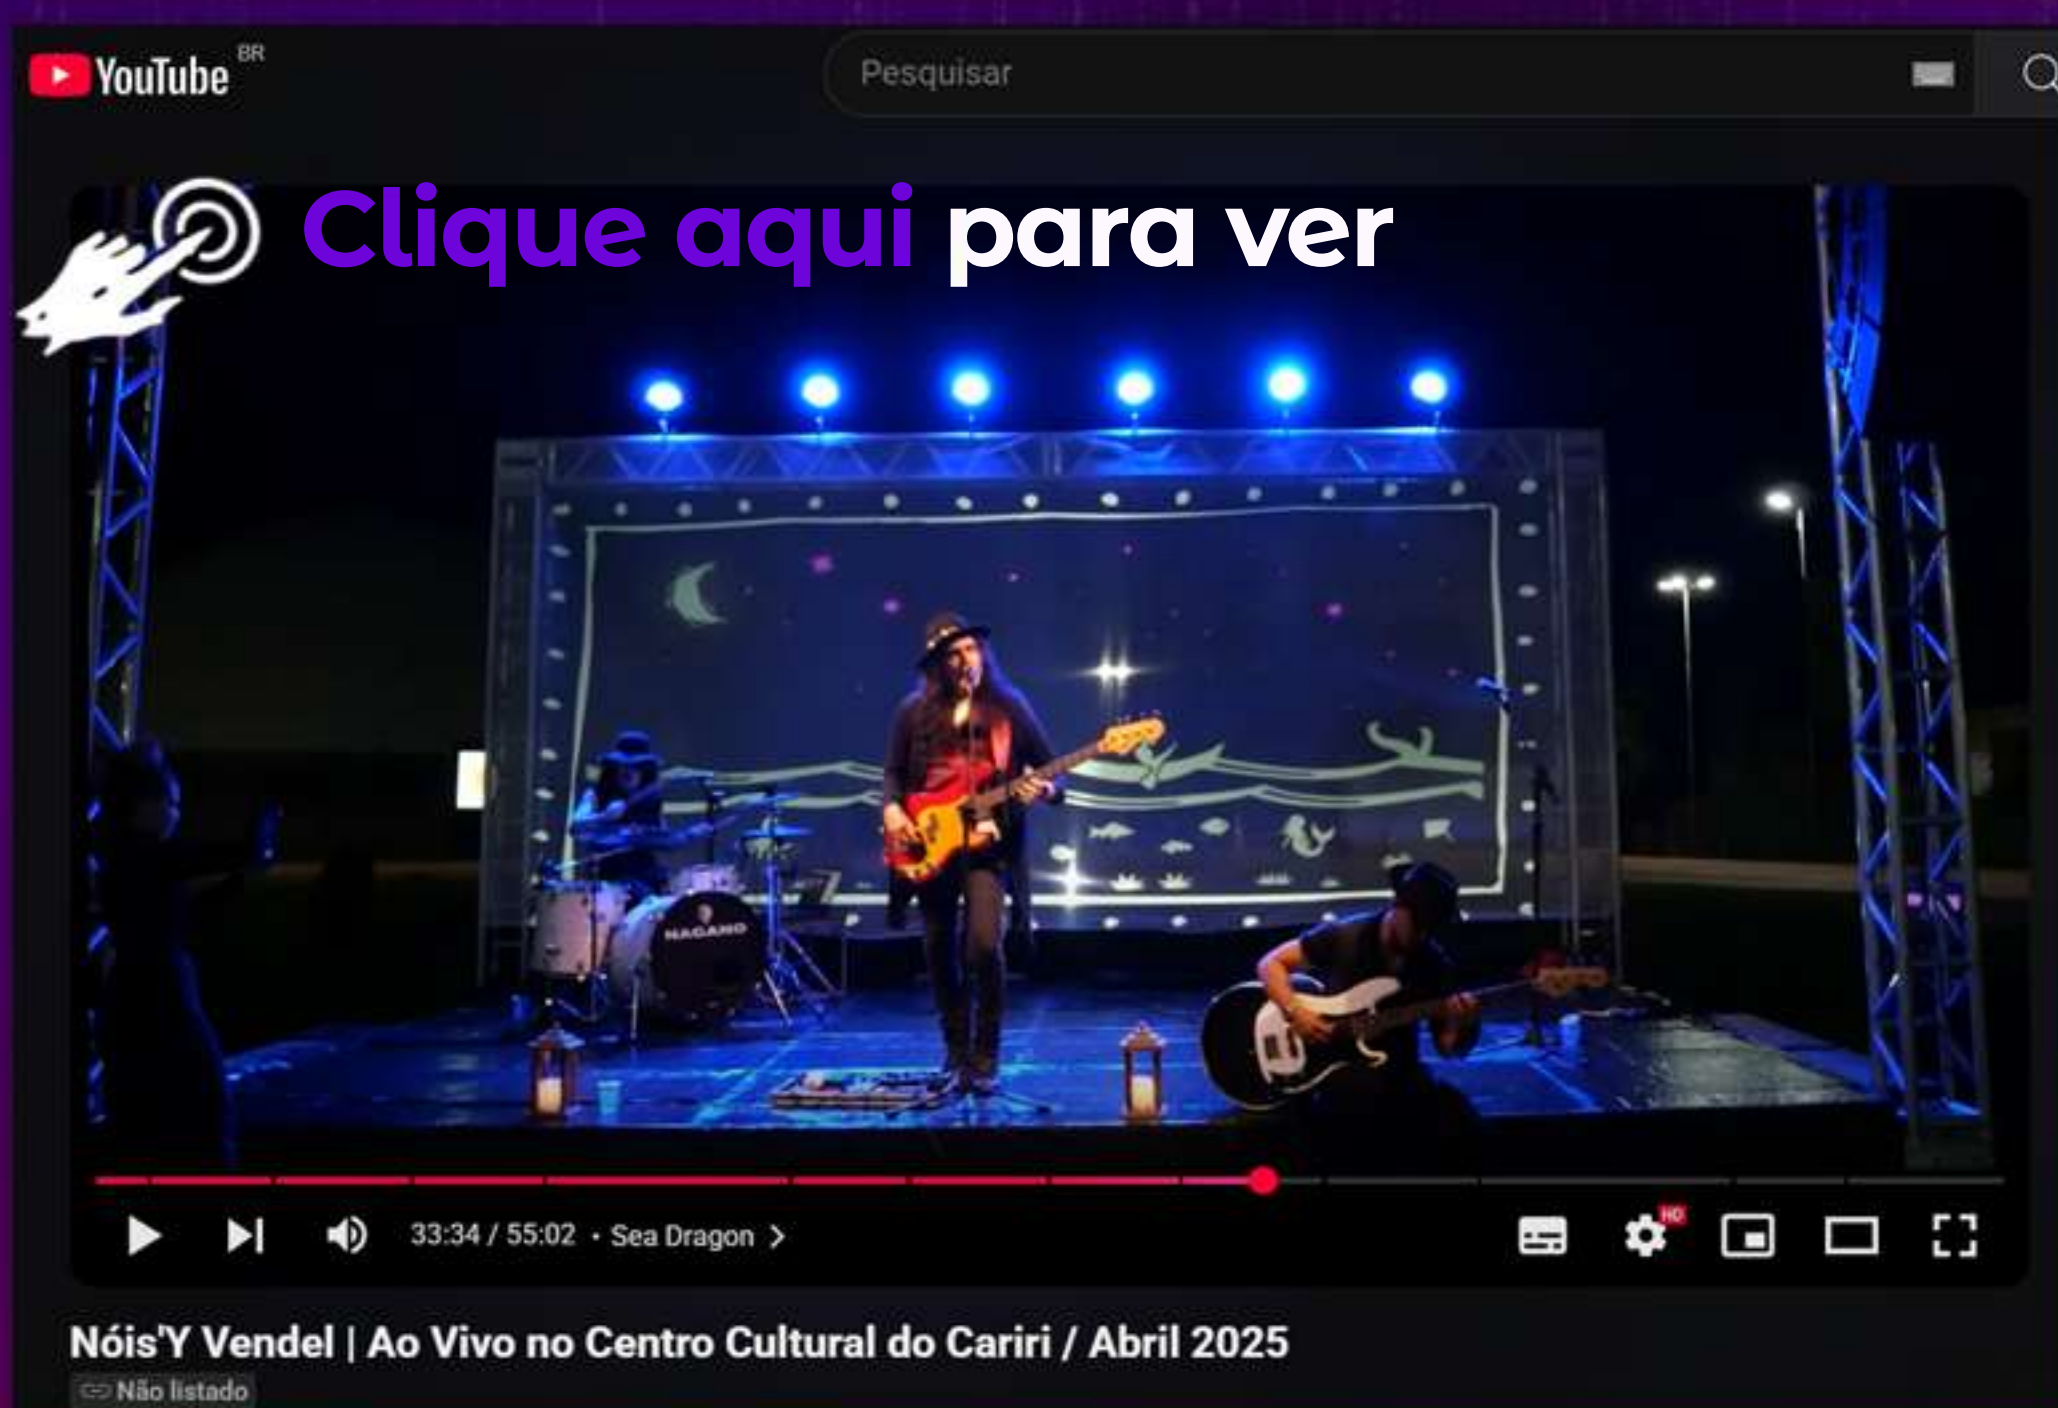 YouTube BR
Pesquisar
Clique aqui para ver
NAGANO
33:34 / 55:02 • Sea Dragon >
HD
Nóis'Y Vendel | Ao Vivo no Centro Cultural do Cariri / Abril 2025
Não listado